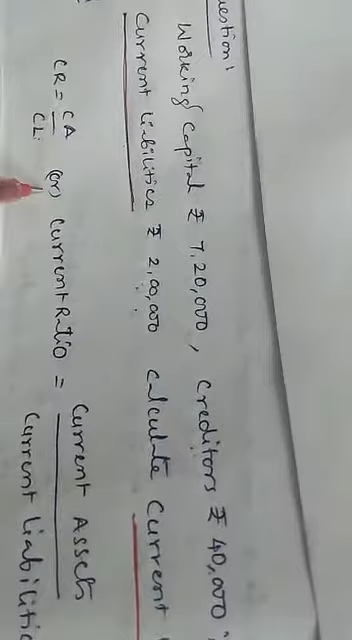 uestion:
Working Capital ₹ 7,20,000, Creditors ₹ 40,000
Current liabilities ₹ 2,00,000 Calculate Current
CR = CA/CL (or) Current Ratio = Current Assets
Current liabilitie